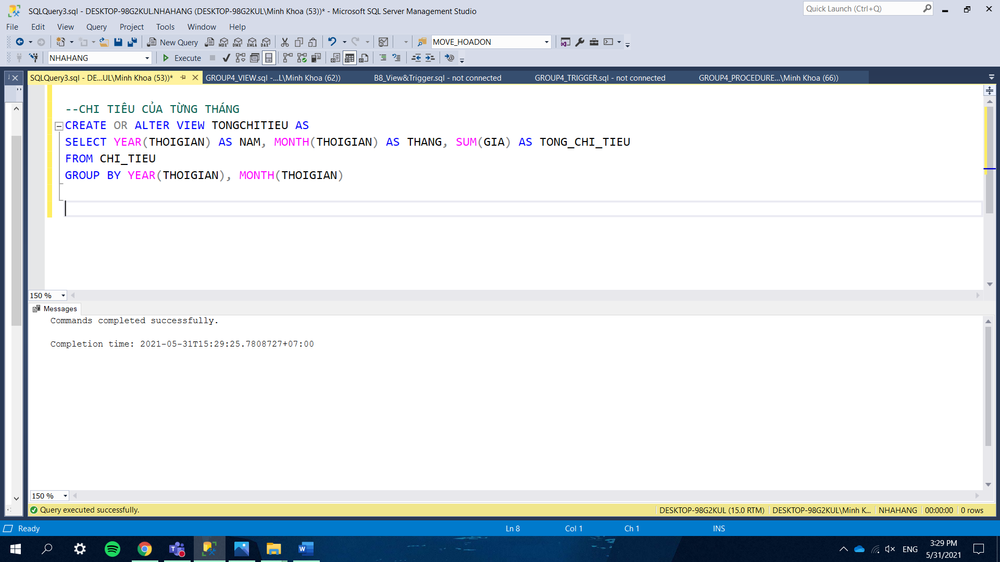 SQLQuery3.sql - DESKTOP-98G2KUL.NHAHANG (DESKTOP-98G2KUL\Minh Khoa (53))* - Microsoft SQL Server Management Studio
Quick Launch (Ctrl+Q)
File Edit View Query Project Tools Window Help
New Query MDX DMX XMLA DAX MOVE_HOADON
NHAHANG Execute
SQLQuery3.sql - DE...UL\Minh Khoa (53))* GROUP4_VIEW.sql -...L\Minh Khoa (62)) B8_View&Trigger.sql - not connected GROUP4_TRIGGER.sql - not connected GROUP4_PROCEDURE...\Minh Khoa (66))
--CHI TIÊU CỦA TỪNG THÁNG
CREATE OR ALTER VIEW TONGCHITIEU AS
SELECT YEAR(THOIGIAN) AS NAM, MONTH(THOIGIAN) AS THANG, SUM(GIA) AS TONG_CHI_TIEU
FROM CHI_TIEU
GROUP BY YEAR(THOIGIAN), MONTH(THOIGIAN)
150 %
Messages
Commands completed successfully.
Completion time: 2021-05-31T15:29:25.7808727+07:00
150 %
Query executed successfully. DESKTOP-98G2KUL (15.0 RTM) DESKTOP-98G2KUL\Minh K... NHAHANG 00:00:00 0 rows
Ready Ln 8 Col 1 Ch 1 INS
ENG 3:29 PM
5/31/2021